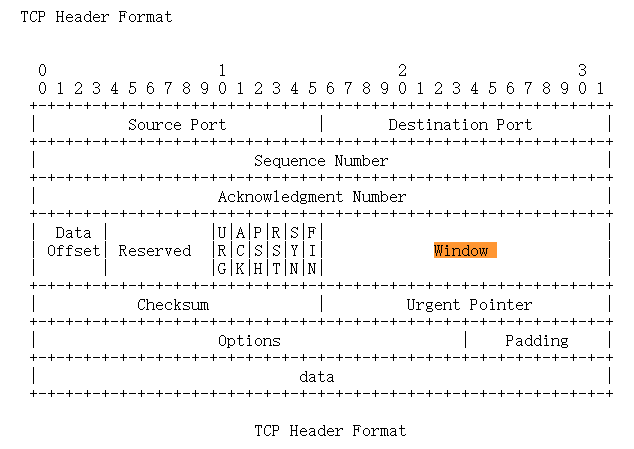 TCP Header Format
0                   1                   2                   3
0 1 2 3 4 5 6 7 8 9 0 1 2 3 4 5 6 7 8 9 0 1 2 3 4 5 6 7 8 9 0 1
+-+-+-+-+-+-+-+-+-+-+-+-+-+-+-+-+-+-+-+-+-+-+-+-+-+-+-+-+-+-+-+-+
|          Source Port          |       Destination Port        |
+-+-+-+-+-+-+-+-+-+-+-+-+-+-+-+-+-+-+-+-+-+-+-+-+-+-+-+-+-+-+-+-+
|                        Sequence Number                        |
+-+-+-+-+-+-+-+-+-+-+-+-+-+-+-+-+-+-+-+-+-+-+-+-+-+-+-+-+-+-+-+-+
|                    Acknowledgment Number                      |
+-+-+-+-+-+-+-+-+-+-+-+-+-+-+-+-+-+-+-+-+-+-+-+-+-+-+-+-+-+-+-+-+
|  Data |           |U|A|P|R|S|F|                               |
| Offset| Reserved  |R|C|S|S|Y|I|            Window             |
|       |           |G|K|H|T|N|N|                               |
+-+-+-+-+-+-+-+-+-+-+-+-+-+-+-+-+-+-+-+-+-+-+-+-+-+-+-+-+-+-+-+-+
|           Checksum            |         Urgent Pointer        |
+-+-+-+-+-+-+-+-+-+-+-+-+-+-+-+-+-+-+-+-+-+-+-+-+-+-+-+-+-+-+-+-+
|                    Options                    |    Padding    |
+-+-+-+-+-+-+-+-+-+-+-+-+-+-+-+-+-+-+-+-+-+-+-+-+-+-+-+-+-+-+-+-+
|                             data                              |
+-+-+-+-+-+-+-+-+-+-+-+-+-+-+-+-+-+-+-+-+-+-+-+-+-+-+-+-+-+-+-+-+
TCP Header Format